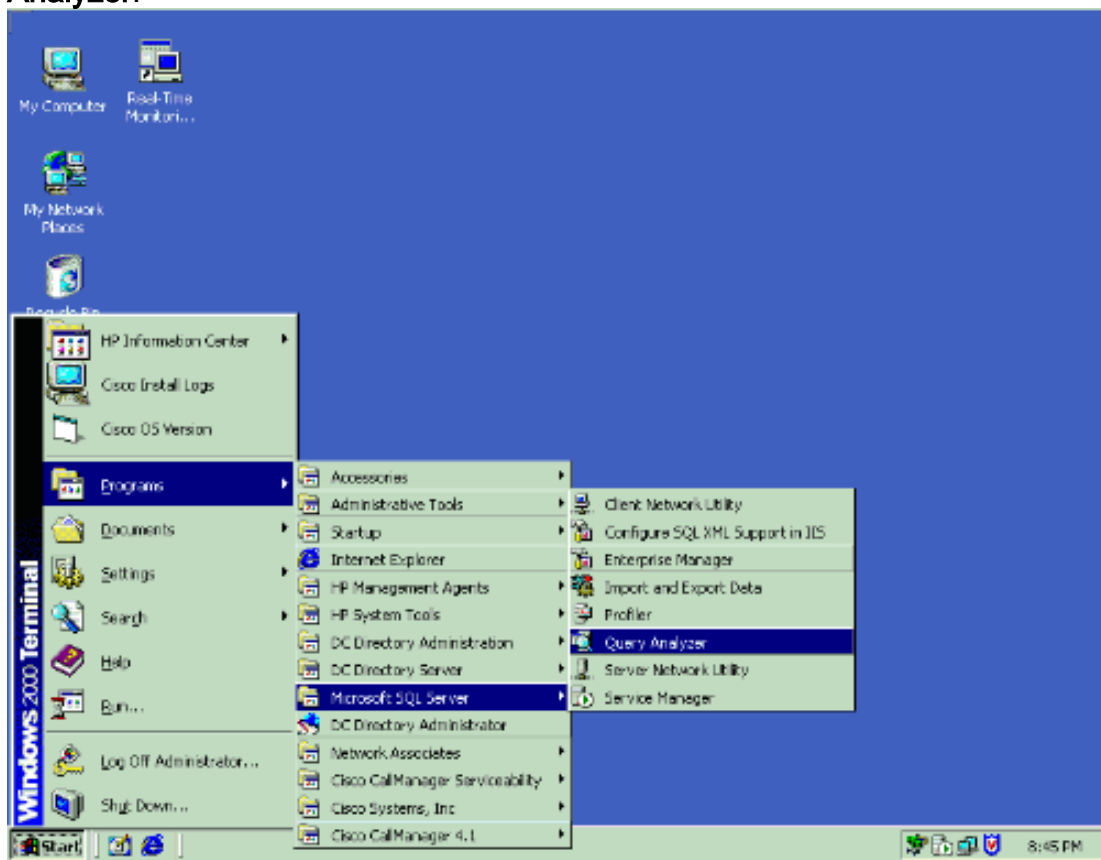 Analyzer.
My Computer
Real-Time
Monitori...
My Network
Places
Recycle Bin
HP Information Center
Cisco Install Logs
Cisco OS Version
Programs
Documents
Settings
Search
Help
Run...
Log Off Administrator...
Shut Down...
Windows 2000 Terminal
Accessories
Administrative Tools
Startup
Internet Explorer
HP Management Agents
HP System Tools
DC Directory Administration
DC Directory Server
Microsoft SQL Server
DC Directory Administrator
Network Associates
Cisco CallManager Serviceability
Cisco Systems, Inc
Cisco CallManager 4.1
Client Network Utility
Configure SQL XML Support in IIS
Enterprise Manager
Import and Export Data
Profiler
Query Analyzer
Server Network Utility
Service Manager
Start
8:45 PM